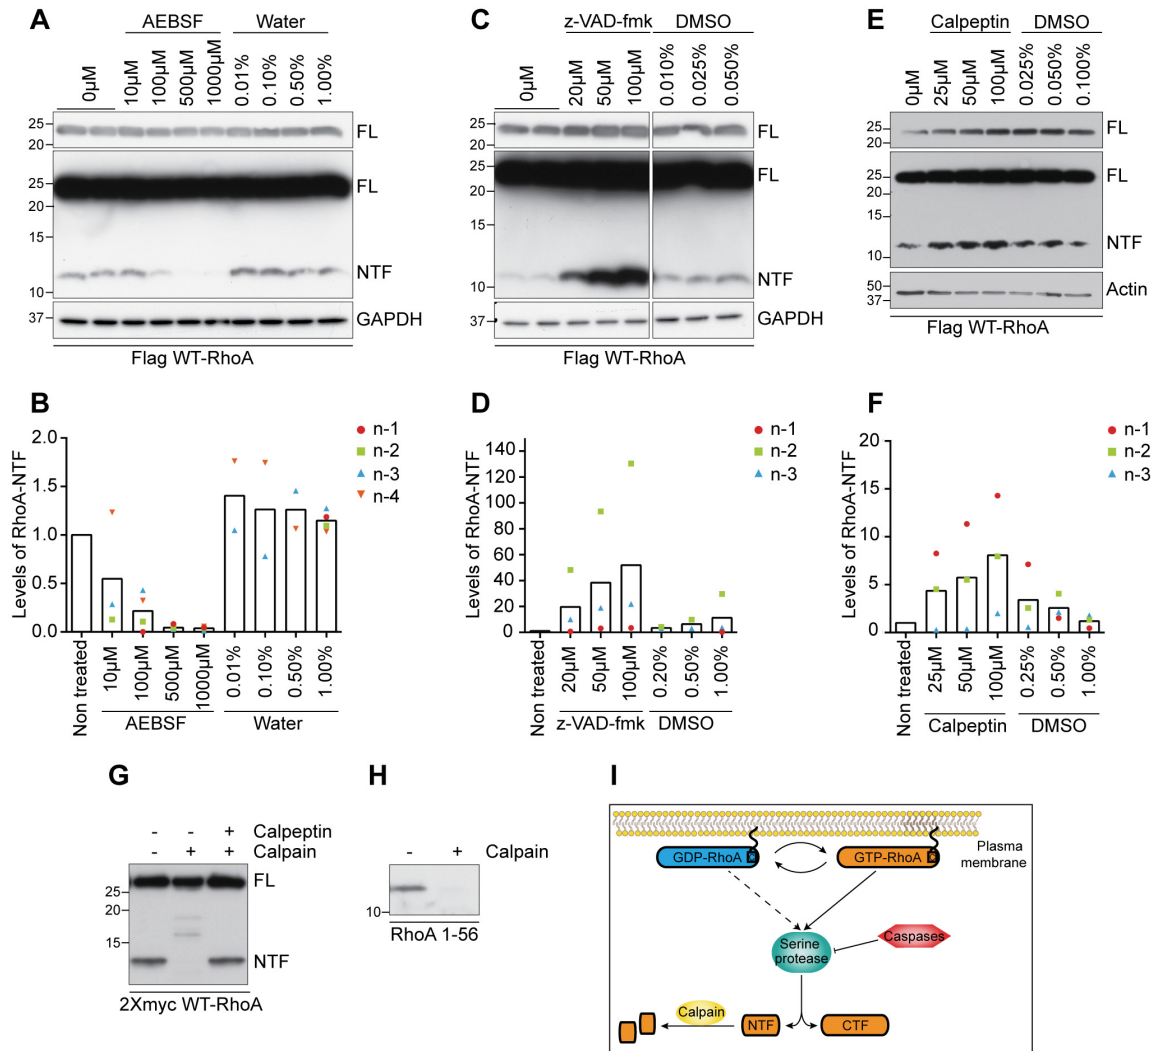 A
AEBSF Water
0µM 10µM 100µM 500µM 1000µM 0.01% 0.10% 0.50% 1.00%
25 FL
20
25 FL
20
15
NTF
10
37 GAPDH
Flag WT-RhoA
C
z-VAD-fmk DMSO
0µM 20µM 50µM 100µM 0.010% 0.025% 0.050%
25 FL
20
25 FL
20
15
NTF
10
37 GAPDH
Flag WT-RhoA
E
Calpeptin DMSO
0µM 25µM 50µM 100µM 0.025% 0.050% 0.100%
25 FL
20
25 FL
20
15
NTF
10
50 Actin
37
Flag WT-RhoA
B
Levels of RhoA-NTF
2.0
1.5
1.0
0.5
0.0
n-1
n-2
n-3
n-4
Non treated 10µM 100µM 500µM 1000µM 0.01% 0.10% 0.50% 1.00%
AEBSF Water
D
Levels of RhoA-NTF
140
120
100
80
60
40
20
0
n-1
n-2
n-3
Non treated 20µM 50µM 100µM 0.20% 0.50% 1.00%
z-VAD-fmk DMSO
F
Levels of RhoA-NTF
20
15
10
5
0
n-1
n-2
n-3
Non treated 25µM 50µM 100µM 0.25% 0.50% 1.00%
Calpeptin DMSO
G
- - + Calpeptin
- + + Calpain
FL
25
20
15
NTF
2Xmyc WT-RhoA
H
- + Calpain
10
RhoA 1-56
I
GDP-RhoA GTP-RhoA
Plasma
membrane
Serine
protease
Caspases
Calpain
NTF CTF